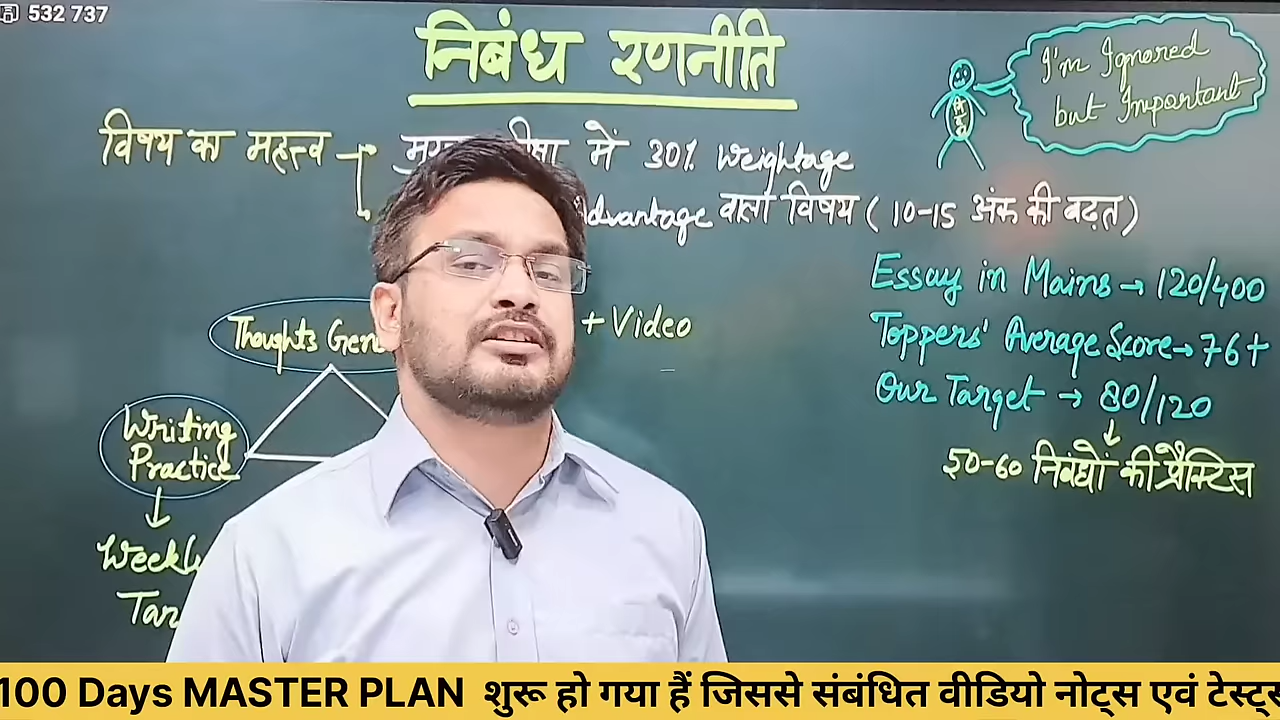 532 737
निबंध रणनीति
I'm Ignored
but Important
विषय का महत्त्व
में 30% Weightage
वाला विषय (10-15 अंक की बढ़त)
Essay in Mains → 120/400
Toppers' Average Score → 76+
Our Target → 80/120
50-60 निबंधों की प्रैक्टिस
Thoughts
+ Video
Writing
Practice
100 Days MASTER PLAN शुरू हो गया हैं जिससे संबंधित वीडियो नोट्स एवं